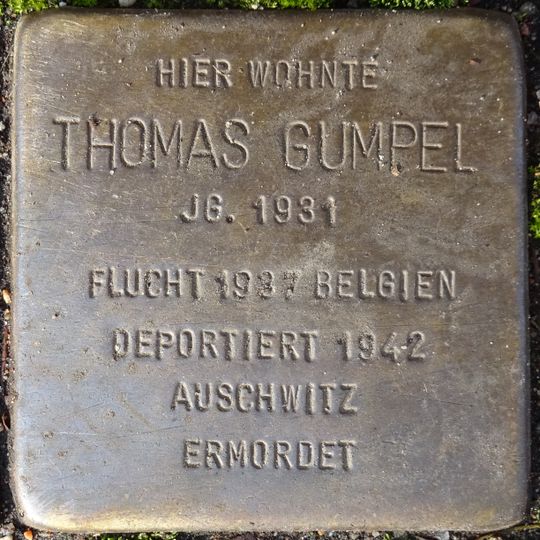 HIER WOHNTE
THOMAS GUMPEL
JG. 1931
FLUCHT 1937 BELGIEN
DEPORTIERT 1942
AUSCHWITZ
ERMORDET